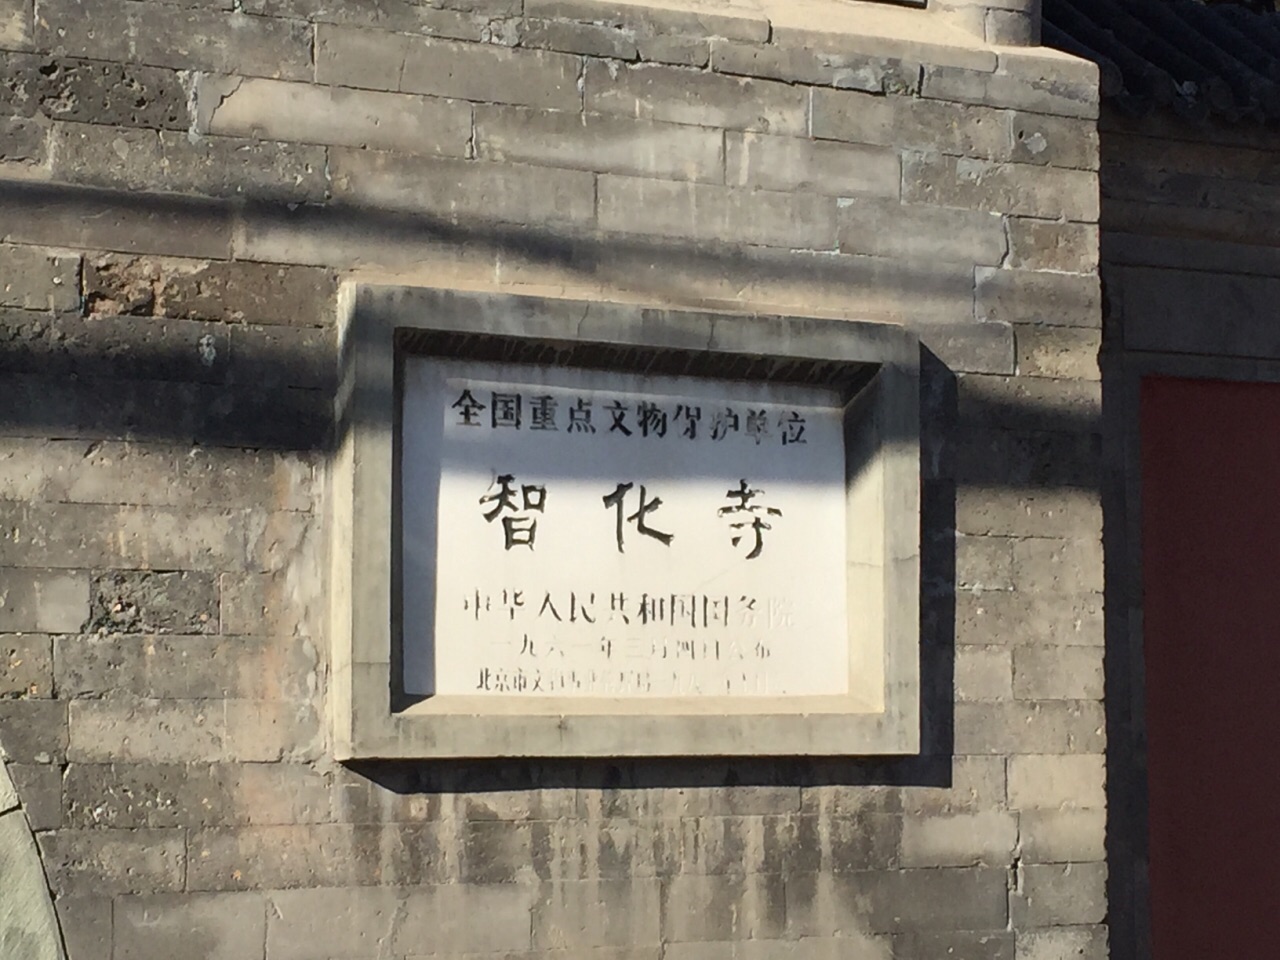 全国重点文物保护单位
智化寺
中华人民共和国国务院
一九六一年三月四日公布
北京市文